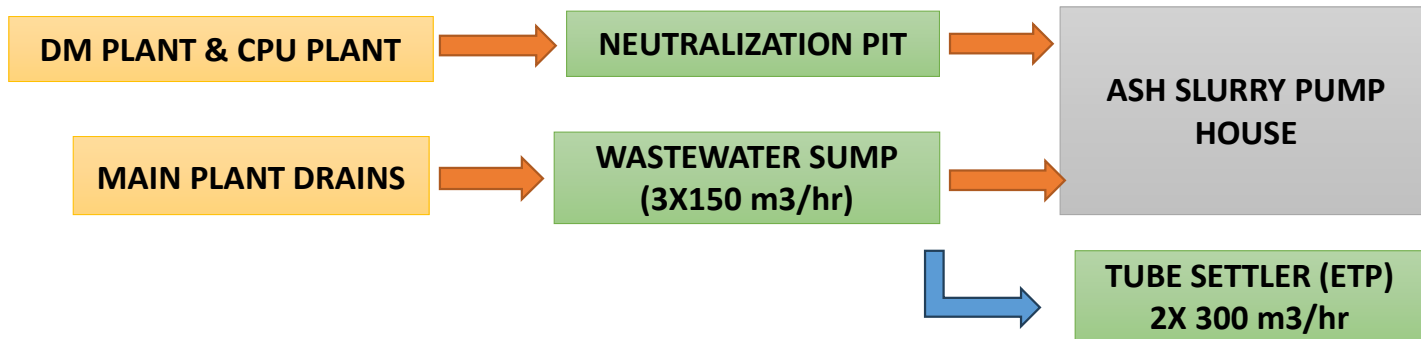 DM PLANT & CPU PLANT
NEUTRALIZATION PIT
ASH SLURRY PUMP
HOUSE
MAIN PLANT DRAINS
WASTEWATER SUMP
(3X150 m3/hr)
TUBE SETTLER (ETP)
2X 300 m3/hr